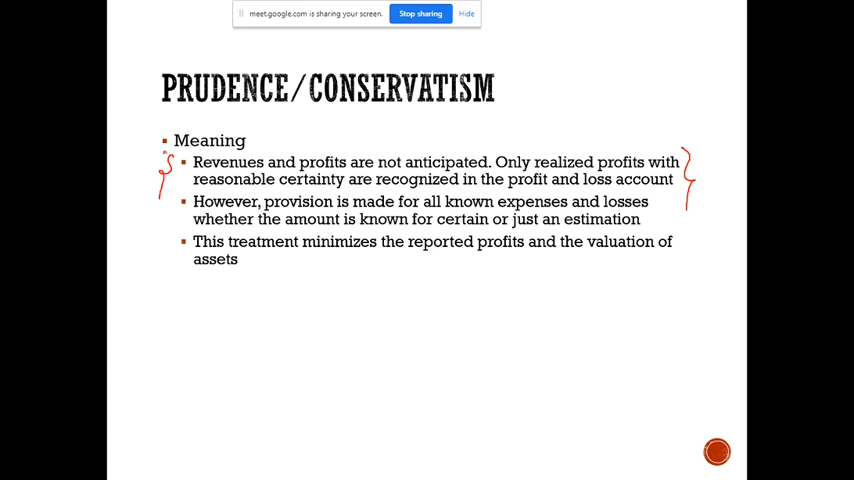 meet.google.com is sharing your screen.
Stop sharing
Hide
PRUDENCE/CONSERVATISM
Meaning
Revenues and profits are not anticipated. Only realized profits with
reasonable certainty are recognized in the profit and loss account
However, provision is made for all known expenses and losses
whether the amount is known for certain or just an estimation
This treatment minimizes the reported profits and the valuation of
assets